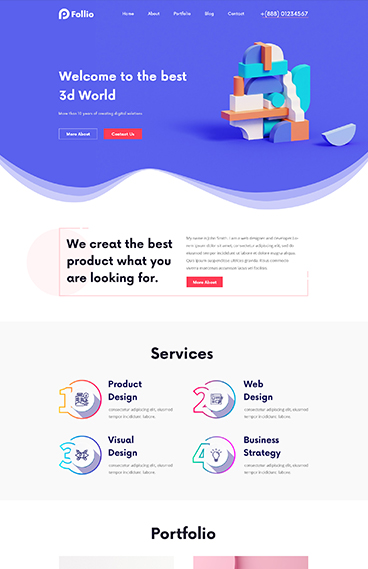 Follio
Home About Portfolio Blog Contact +(888) 01234567
Welcome to the best
3d World
More than 10 years of creating digital solutions
More About Contact Us
We creat the best
product what you
are looking for.
More About
Services
1 Product
Design
consectetur adipiscing elit, eiusmod
tempor incididunt labore.
2 Web
Design
consectetur adipiscing elit, eiusmod
tempor incididunt labore.
3 Visual
Design
consectetur adipiscing elit, eiusmod
tempor incididunt labore.
4 Business
Strategy
consectetur adipiscing elit, eiusmod
tempor incididunt labore.
Portfolio